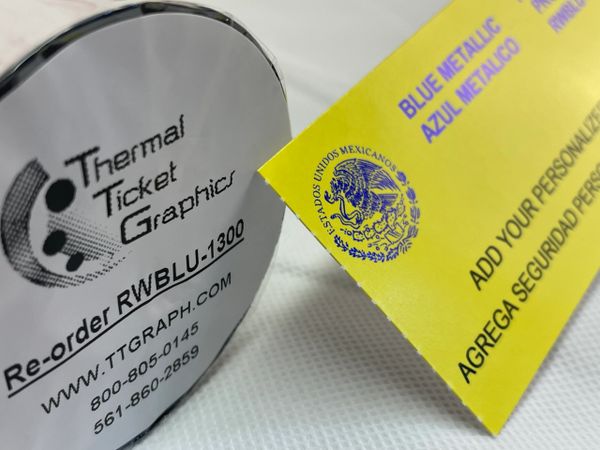 Thermal
Ticket
Graphics
Re-order RWBLU-1300
WWW.TTGRAPH.COM
800-805-0145
561-860-2859
BLUE METALLIC
AZUL METALICO
RWBLU
ESTADOS UNIDOS MEXICANOS
ADD YOUR PERSONALIZE
AGREGA SEGURIDAD PERSO